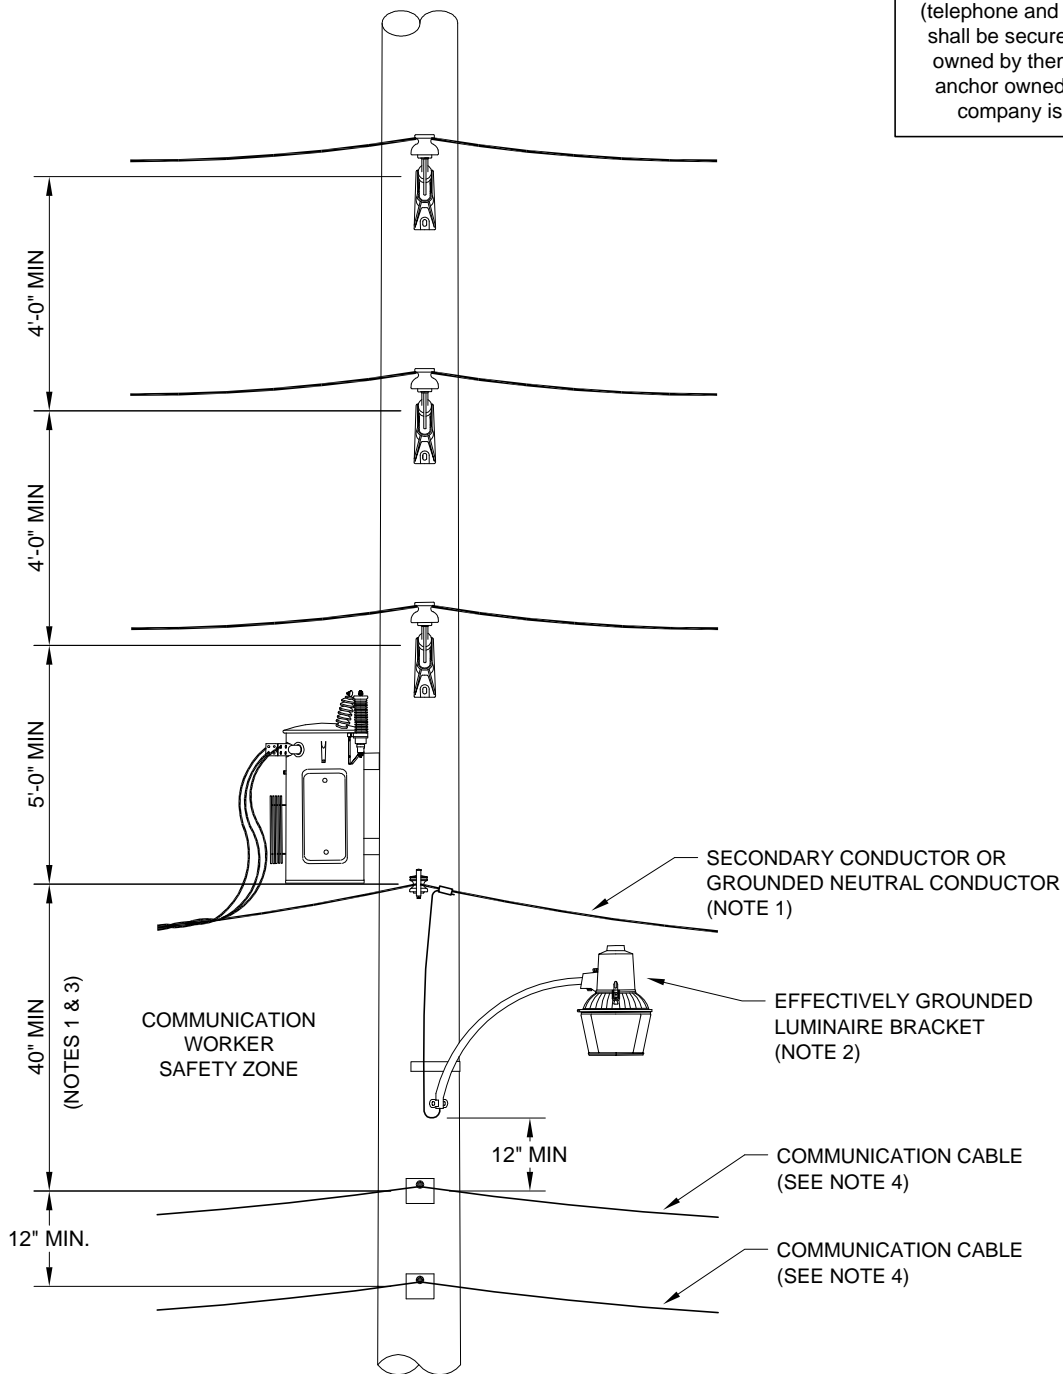 (telephone and
shall be secure
owned by
anchor owned
company is
4'-0" MIN
4'-0" MIN
5'-0" MIN
40" MIN
(NOTES 1 & 3)
COMMUNICATION
WORKER
SAFETY ZONE
SECONDARY CONDUCTOR OR
GROUNDED NEUTRAL CONDUCTOR
(NOTE 1)
EFFECTIVELY GROUNDED
LUMINAIRE BRACKET
(NOTE 2)
12" MIN
COMMUNICATION CABLE
(SEE NOTE 4)
12" MIN.
COMMUNICATION CABLE
(SEE NOTE 4)